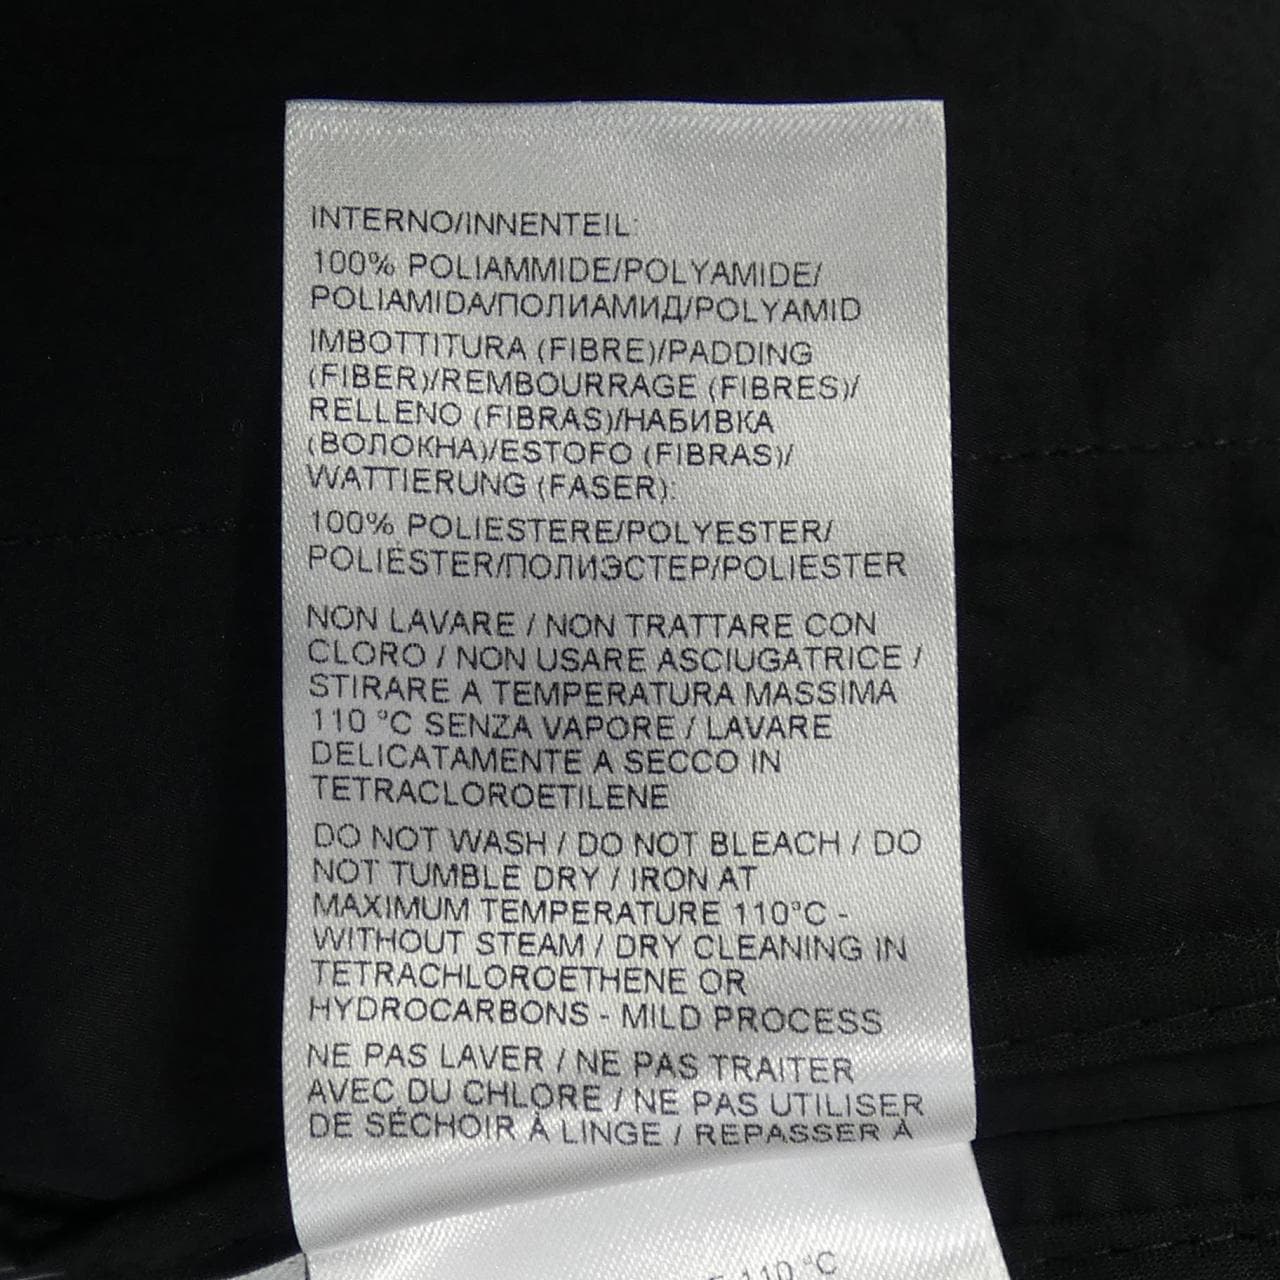 INTERNO/INNENTEIL:
100% POLIAMMIDE/POLYAMIDE/
POLIAMIDA/ПОЛИАМИД/POLYAMID
IMBOTTITURA (FIBRE)/PADDING
(FIBER)/REMBOURRAGE (FIBRES)/
RELLENO (FIBRAS)/НАБИВКА
(ВОЛОКНА)/ESTOFO (FIBRAS)/
WATTIERUNG (FASER):
100% POLIESTERE/POLYESTER/
POLIÉSTER/ПОЛИЭСТЕР/POLIESTER
NON LAVARE / NON TRATTARE CON
CLORO / NON USARE ASCIUGATRICE /
STIRARE A TEMPERATURA MASSIMA
110 °C SENZA VAPORE / LAVARE
DELICATAMENTE A SECCO IN
TETRACLOROETILENE
DO NOT WASH / DO NOT BLEACH / DO
NOT TUMBLE DRY / IRON AT
MAXIMUM TEMPERATURE 110°C -
WITHOUT STEAM / DRY CLEANING IN
TETRACHLOROETHENE OR
HYDROCARBONS - MILD PROCESS
NE PAS LAVER / NE PAS TRAITER
AVEC DU CHLORE / NE PAS UTILISER
DE SÉCHOIR À LINGE / REPASSER À
110 °C